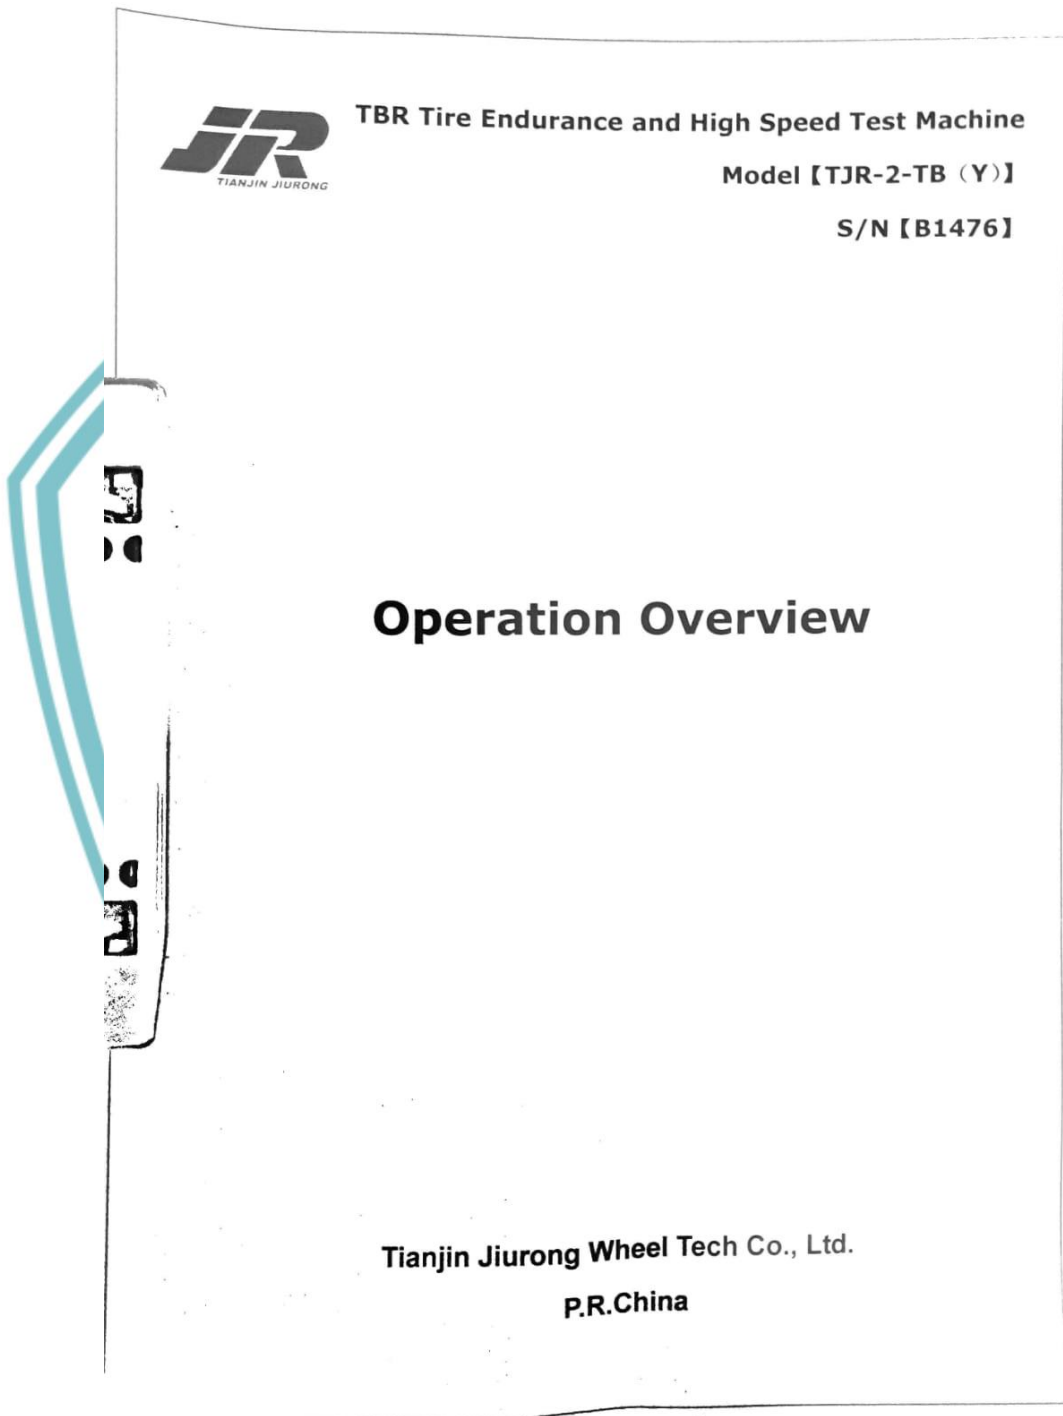 JR
TIANJIN JIURONG
TBR Tire Endurance and High Speed Test Machine
Model【TJR-2-TB（Y）】
S/N【B1476】
Operation Overview
Tianjin Jiurong Wheel Tech Co., Ltd.
P.R.China